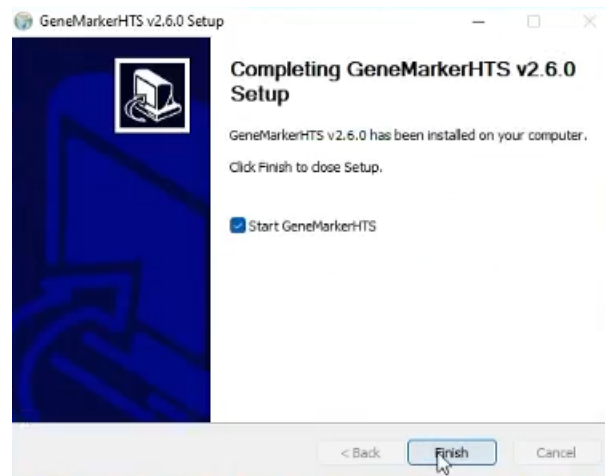 GeneMarkerHTS v2.6.0 Setup
Completing GeneMarkerHTS v2.6.0
Setup
GeneMarkerHTS v2.6.0 has been installed on your computer.
Click Finish to close Setup.
Start GeneMarkerHTS
< Back Finish Cancel